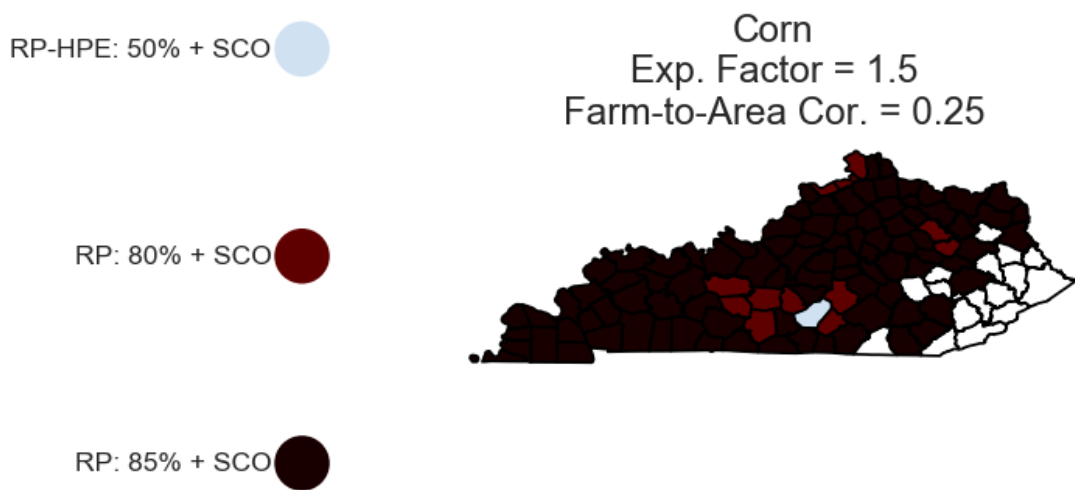 RP-HPE: 50% + SCO
Corn
Exp. Factor = 1.5
Farm-to-Area Cor. = 0.25
RP: 80% + SCO
RP: 85% + SCO